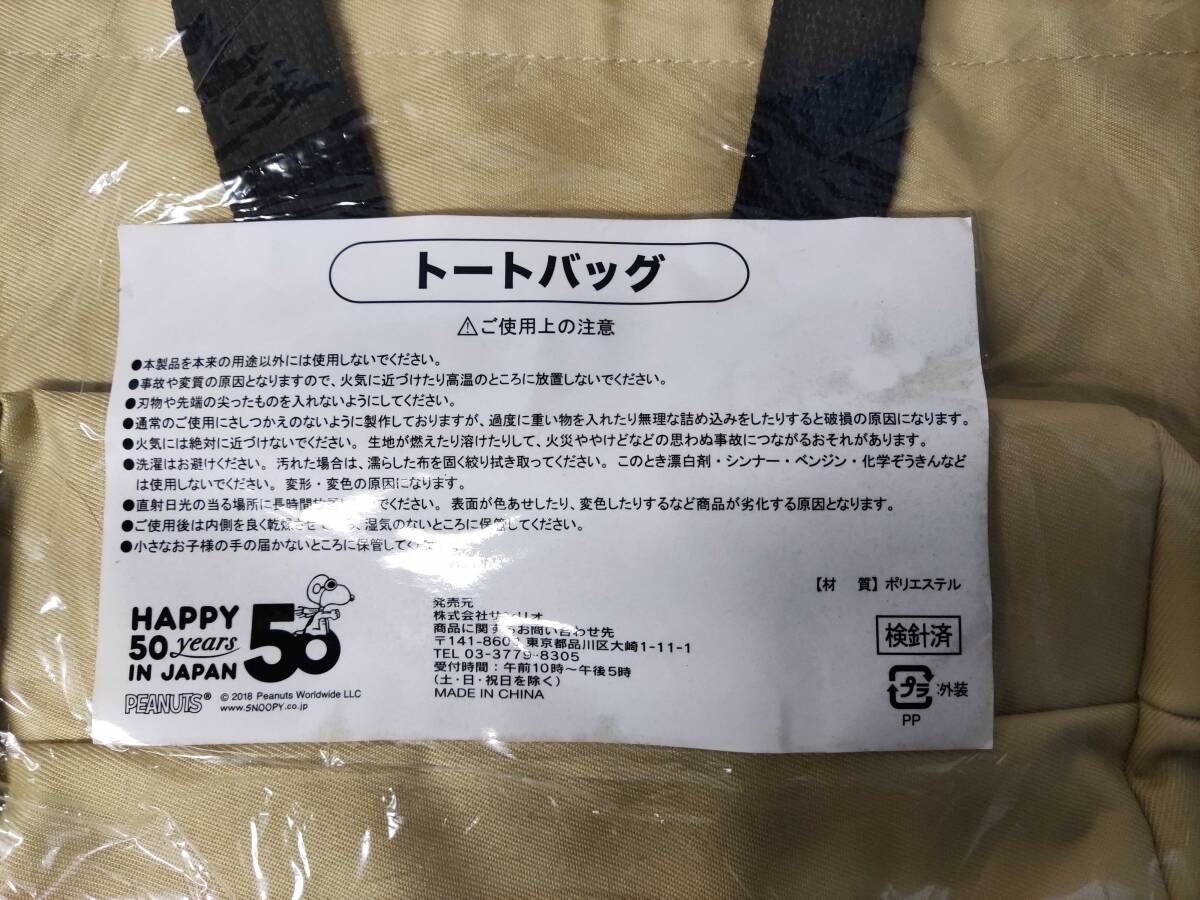 トートバッグ
⚠ご使用上の注意
●本製品を本来の用途以外には使用しないでください。
●事故や変質の原因となりますので、火気に近づけたり高温のところに放置しないでください。
●刃物や先端の尖ったものを入れないようにしてください。
●通常のご使用にさしつかえのないように製作しておりますが、過度に重い物を入れたり無理な詰め込みをしたりすると破損の原因になります。
●火気には絶対に近づけないでください。生地が燃えたり溶けたりして、火災ややけどなどの思わぬ事故につながるおそれがあります。
●洗濯はお避けください。汚れた場合は、濡らした布を固く絞り拭き取ってください。このとき漂白剤・シンナー・ベンジン・化学ぞうきんなど
は使用しないでください。変形・変色の原因になります。
●直射日光の当る場所に長時間放置しないでください。表面が色あせしたり、変色したりするなど商品が劣化する原因となります。
●ご使用後は内側を良く乾燥させ、湿気のないところに保管してください。
●小さなお子様の手の届かないところに保管してください。
【材 質】ポリエステル
HAPPY
50 years
IN JAPAN
50
PEANUTS® © 2018 Peanuts Worldwide LLC
www.SNOOPY.co.jp
発売元
株式会社サンリオ
商品に関するお問い合わせ先
〒141-8603 東京都品川区大崎1-11-1
TEL 03-3779-8305
受付時間：午前10時～午後5時
(土・日・祝日を除く)
MADE IN CHINA
検針済
プラ :外装
PP